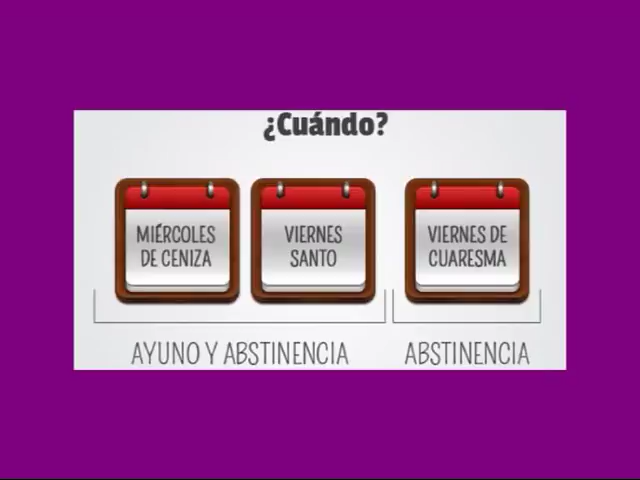 ¿Cuándo?
MIÉRCOLES
DE CENIZA
VIERNES
SANTO
VIERNES DE
CUARESMA
AYUNO Y ABSTINENCIA
ABSTINENCIA